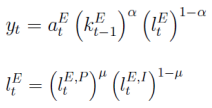 y_t = a_t^E (k_{t-1}^E)^α (l_t^E)^{1-α}
l_t^E = (l_t^{E,P})^μ (l_t^{E,I})^{1-μ}